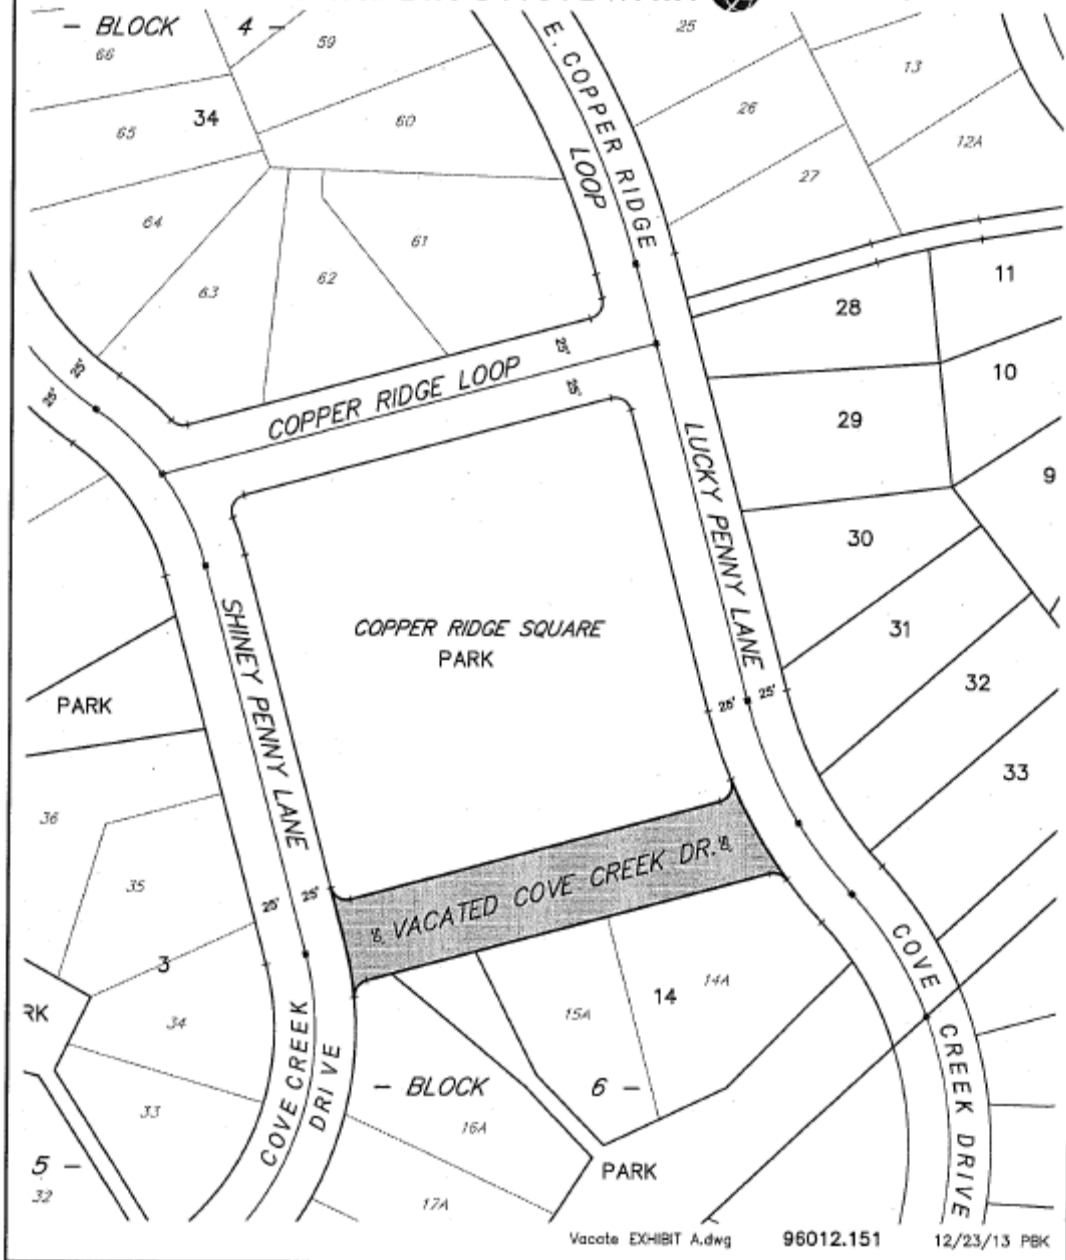 - BLOCK 4 -
66
59
25
13
65
34
60
26
12A
E. COPPER RIDGE
LOOP
27
64
61
63
62
11
28
25'
COPPER RIDGE LOOP
25'
10
29
LUCKY PENNY LANE
9
30
SHINEY PENNY LANE
COPPER RIDGE SQUARE
PARK
31
PARK
25' 25'
32
33
36
35
25' 25'
VACATED COVE CREEK DR.
3
34
15A
14
14A
COVE
CREEK DRIVE
COVE CREEK
DRIVE
- BLOCK 6 -
33
16A
5 -
32
17A
PARK
Vacate EXHIBIT A.dwg 96012.151 12/23/13 PBK